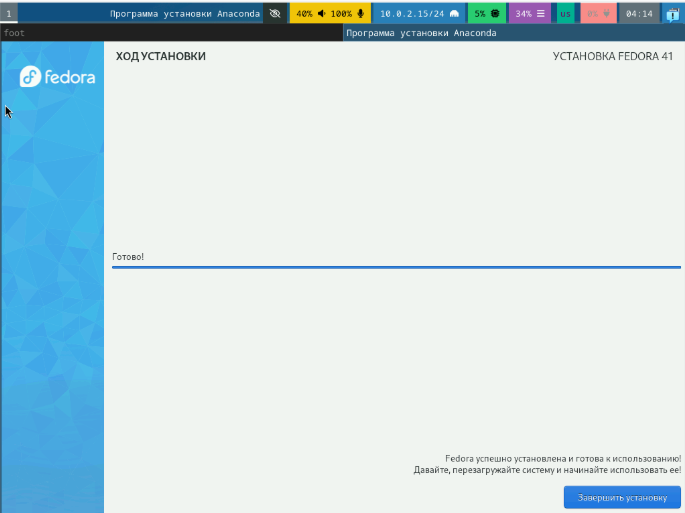 1 Программа установки Anaconda 40% 100% 10.0.2.15/24 5% 34% us 0% 04:14
foot Программа установки Anaconda
fedora
ХОД УСТАНОВКИ УСТАНОВКА FEDORA 41
Готово!
Fedora успешно установлена и готова к использованию!
Давайте, перезагружайте систему и начинайте использовать ее!
Завершить установку